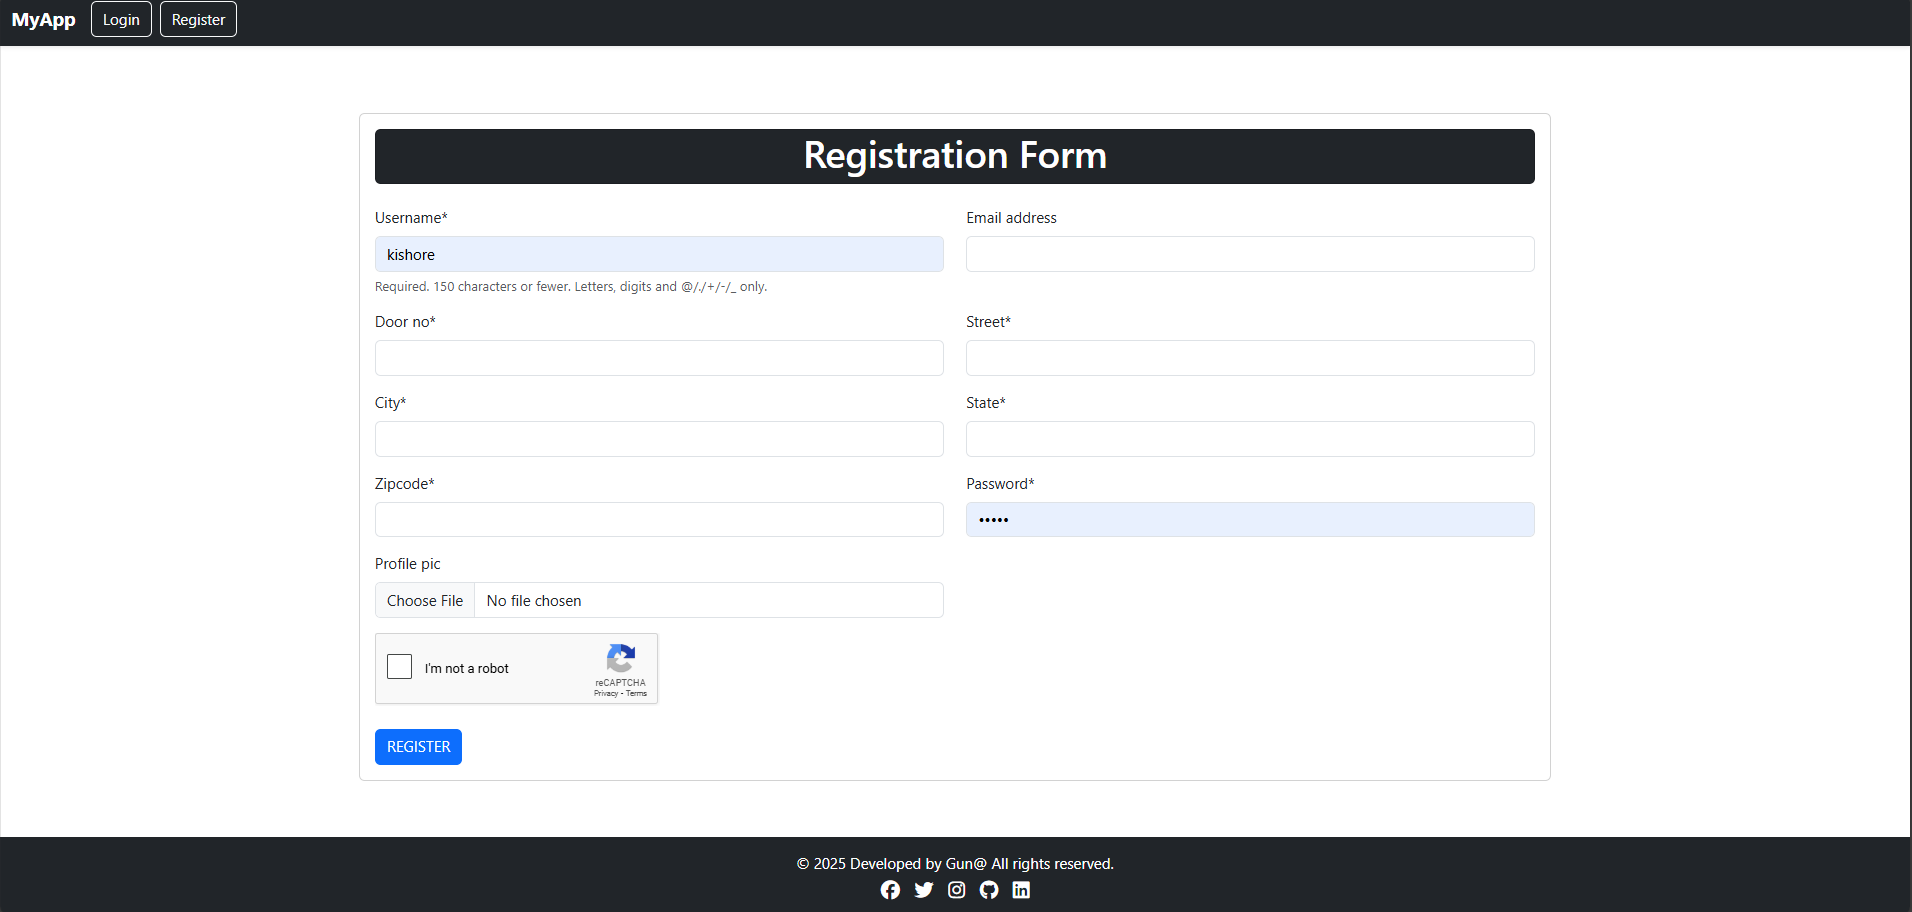 MyApp Login Register
Registration Form
Username* Email address
kishore
Required. 150 characters or fewer. Letters, digits and @/./+/-/_ only.
Door no* Street*
City* State*
Zipcode* Password*
•••••
Profile pic
Choose File No file chosen
I'm not a robot
reCAPTCHA
Privacy - Terms
REGISTER
© 2025 Developed by Gun@ All rights reserved.